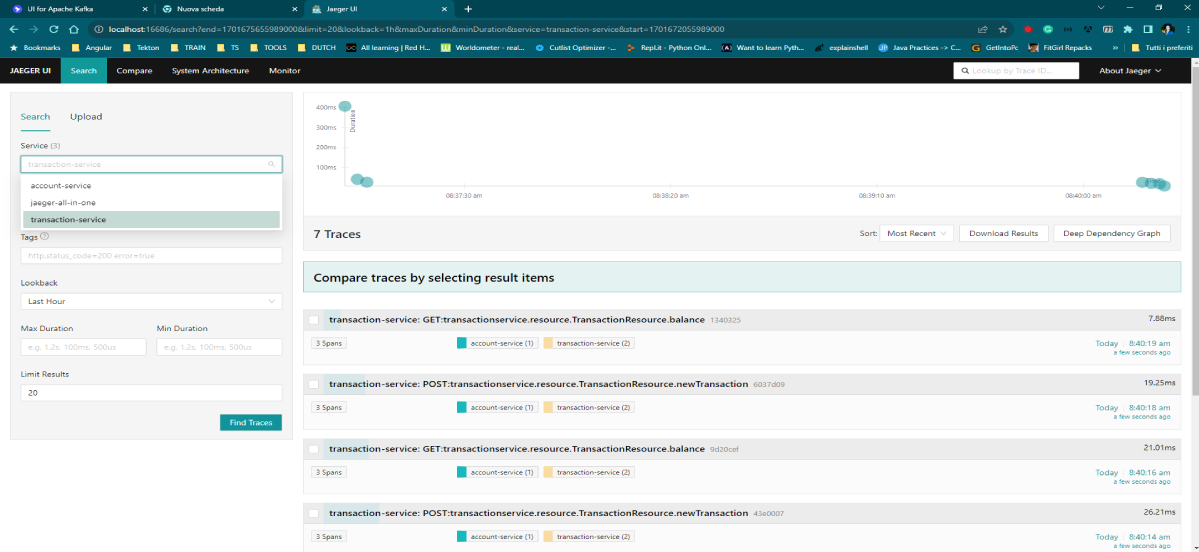 UI for Apache Kafka
Nuova scheda
Jaeger UI
localhost:16686/search?end=1701675655989000&limit=20&lookback=1h&maxDuration&minDuration&service=transaction-service&start=1701672055989000
Bookmarks Angular Tekton TRAIN TS TOOLS DUTCH All learning | Red H... Worldometer - real... Cutlist Optimizer -... RepLit - Python Onl... Want to learn Pyth... explainshell Java Practices -> C... GetIntoPc FitGirl Repacks » Tutti i preferiti
JAEGER UI Search Compare System Architecture Monitor Lookup by Trace ID... About Jaeger
Search Upload
Service (3)
transaction-service
account-service
jaeger-all-in-one
transaction-service
Tags
http.status_code=200 error=true
Lookback
Last Hour
Max Duration Min Duration
e.g. 1.2s, 100ms, 500us e.g. 1.2s, 100ms, 500us
Limit Results
20
Find Traces
Duration
400ms
300ms
200ms
100ms
08:37:30 am 08:38:20 am 08:39:10 am 08:40:00 am
7 Traces Sort: Most Recent Download Results Deep Dependency Graph
Compare traces by selecting result items
transaction-service: GET:transactionservice.resource.TransactionResource.balance 1340325 7.88ms
3 Spans account-service (1) transaction-service (2) Today 8:40:19 am
a few seconds ago
transaction-service: POST:transactionservice.resource.TransactionResource.newTransaction 6037d09 19.25ms
3 Spans account-service (1) transaction-service (2) Today 8:40:18 am
a few seconds ago
transaction-service: GET:transactionservice.resource.TransactionResource.balance 9d20cef 21.01ms
3 Spans account-service (1) transaction-service (2) Today 8:40:16 am
a few seconds ago
transaction-service: POST:transactionservice.resource.TransactionResource.newTransaction 43e0007 26.21ms
3 Spans account-service (1) transaction-service (2) Today 8:40:14 am
a few seconds ago